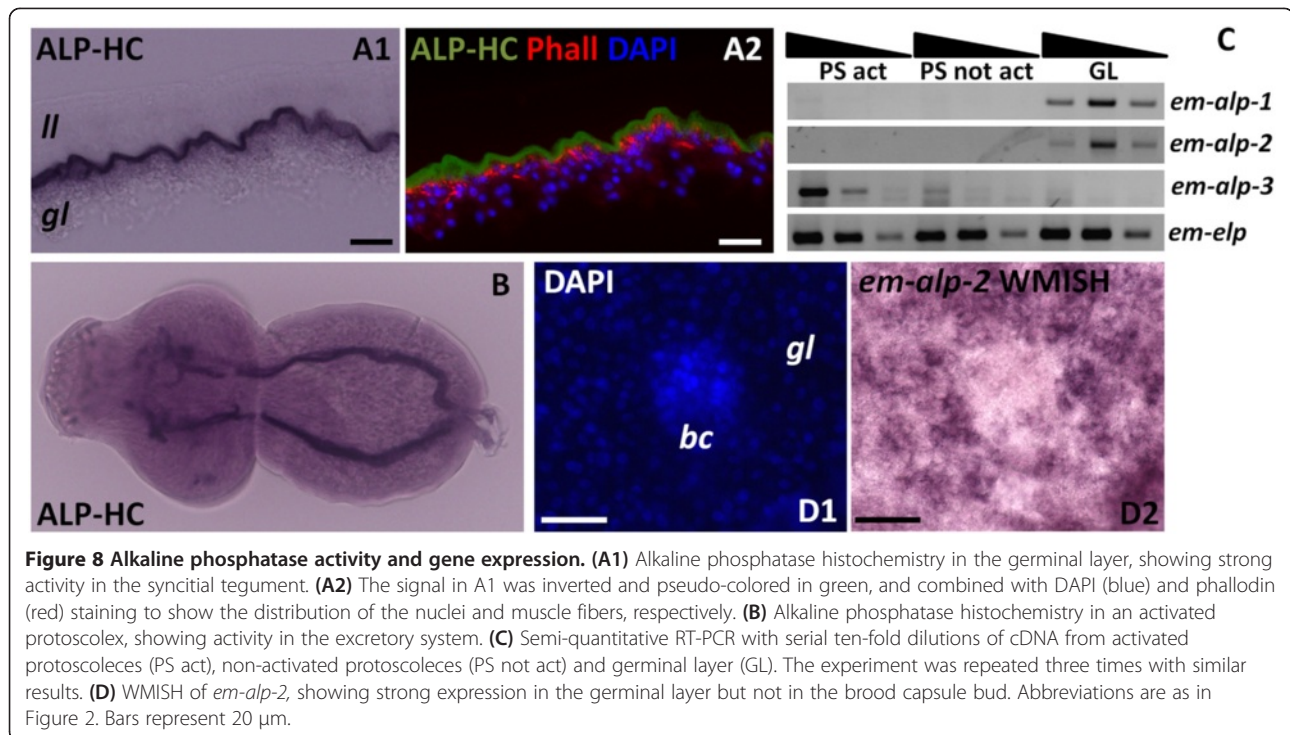 ALP-HC A1
ll
gl
ALP-HC Phall DAPI A2
C
PS act PS not act GL
em-alp-1
em-alp-2
em-alp-3
em-elp
B
ALP-HC
DAPI
gl
bc
D1
em-alp-2 WMISH
D2
Figure 8 Alkaline phosphatase activity and gene expression. (A1) Alkaline phosphatase histochemistry in the germinal layer, showing strong
activity in the syncitial tegument. (A2) The signal in A1 was inverted and pseudo-colored in green, and combined with DAPI (blue) and phallodin
(red) staining to show the distribution of the nuclei and muscle fibers, respectively. (B) Alkaline phosphatase histochemistry in an activated
protoscolex, showing activity in the excretory system. (C) Semi-quantitative RT-PCR with serial ten-fold dilutions of cDNA from activated
protoscoleces (PS act), non-activated protoscoleces (PS not act) and germinal layer (GL). The experiment was repeated three times with similar
results. (D) WMISH of em-alp-2, showing strong expression in the germinal layer but not in the brood capsule bud. Abbreviations are as in
Figure 2. Bars represent 20 μm.